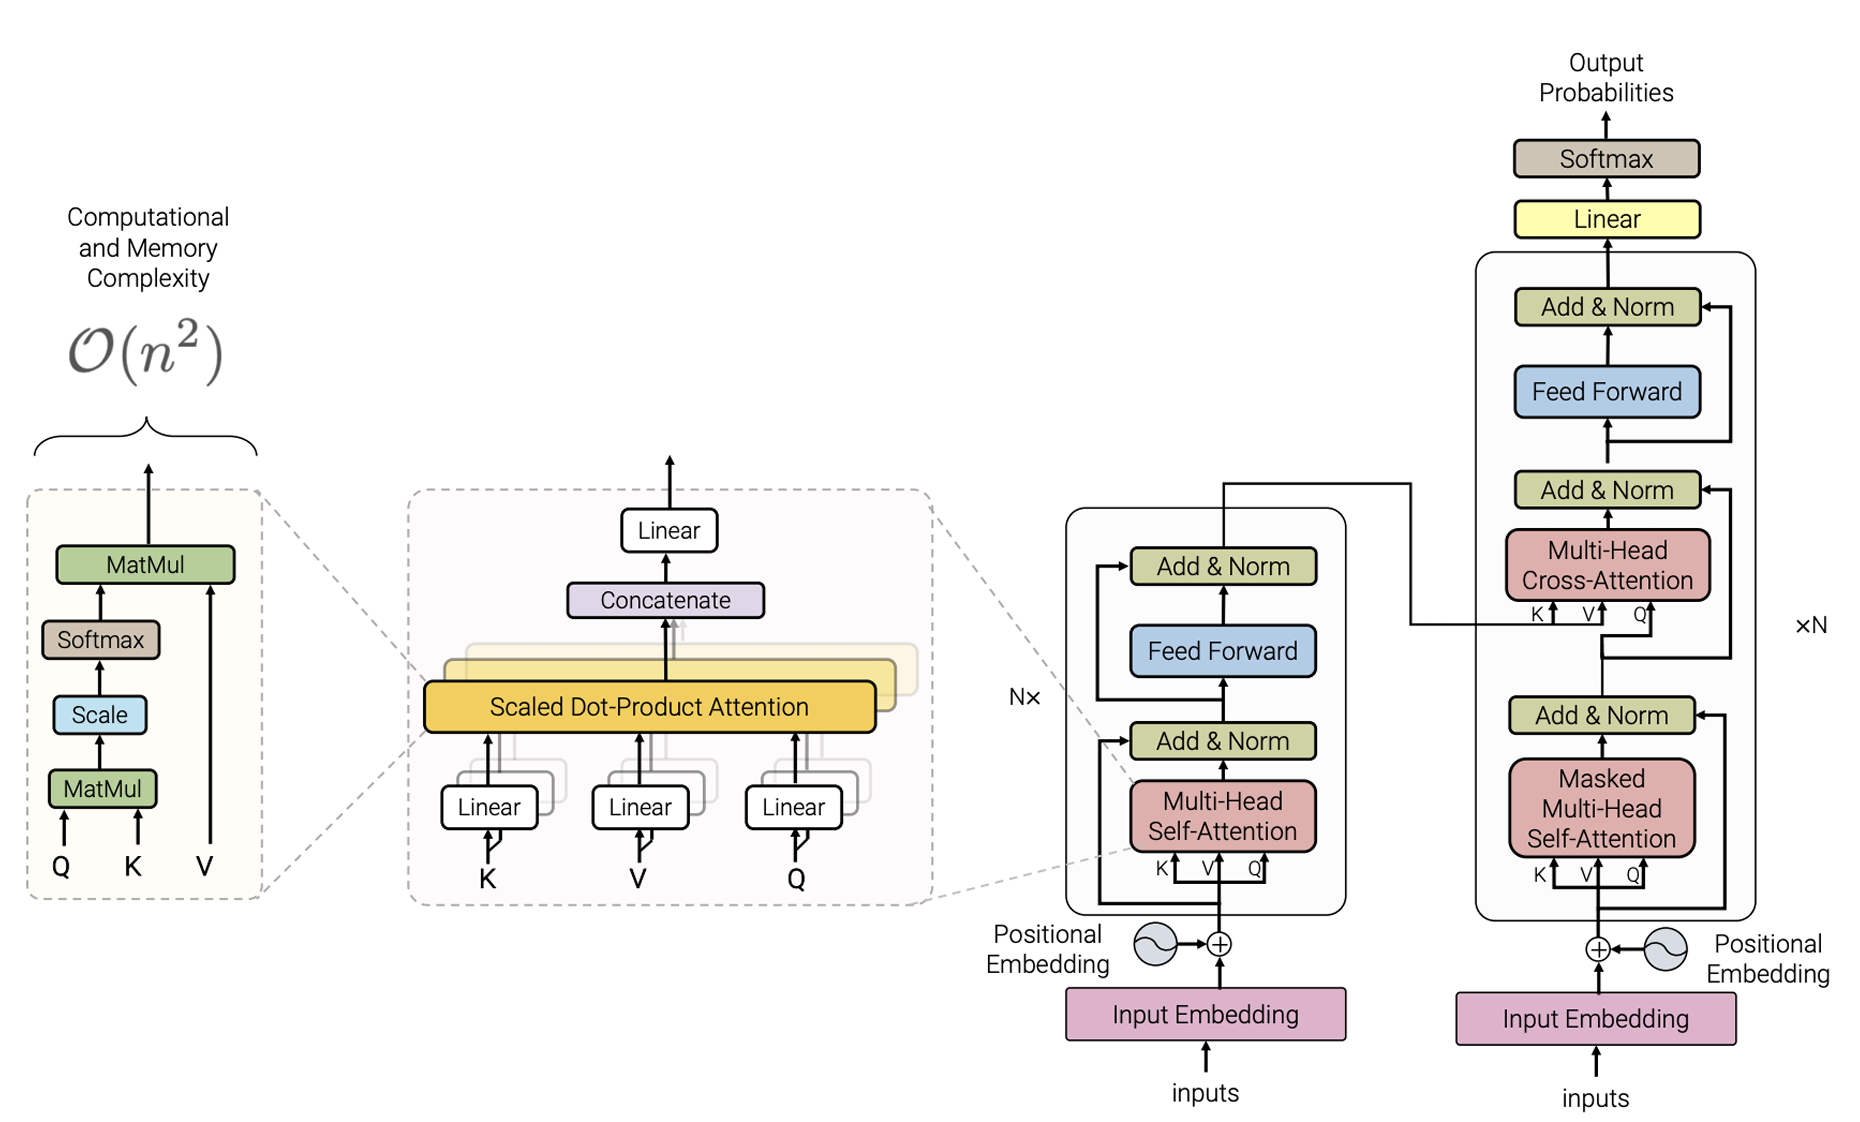 Computational
and Memory
Complexity
𝒪(n²)
MatMul
Softmax
Scale
MatMul
Q K V
Linear
Concatenate
Scaled Dot-Product Attention
Linear Linear Linear
K V Q
N×
Add & Norm
Feed Forward
Add & Norm
Multi-Head
Self-Attention
K V Q
Positional
Embedding
Input Embedding
inputs
Output
Probabilities
Softmax
Linear
Add & Norm
Feed Forward
Add & Norm
Multi-Head
Cross-Attention
K V Q
×N
Add & Norm
Masked
Multi-Head
Self-Attention
K V Q
Positional
Embedding
Input Embedding
inputs